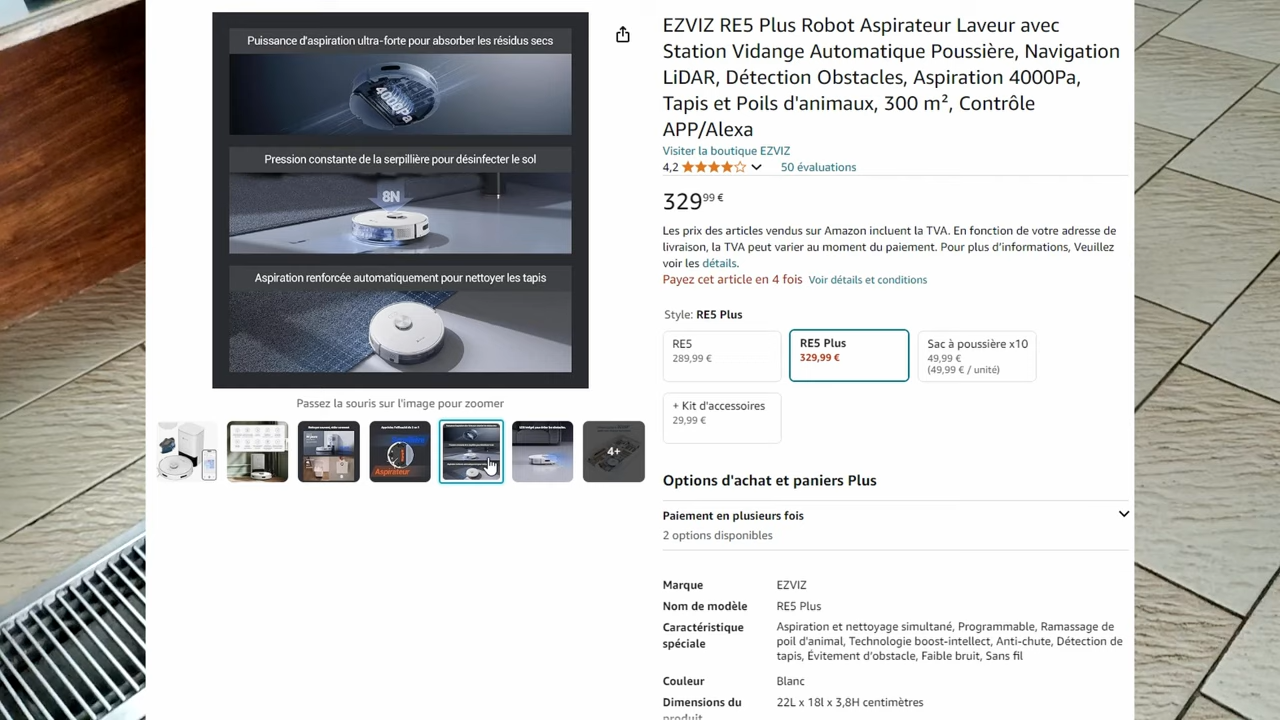 Puissance d'aspiration ultra-forte pour absorber les résidus secs
4000Pa
Pression constante de la serpillière pour désinfecter le sol
8N
Aspiration renforcée automatiquement pour nettoyer les tapis
Passez la souris sur l'image pour zoomer
Aspirateur
4+
EZVIZ RE5 Plus Robot Aspirateur Laveur avec
Station Vidange Automatique Poussière, Navigation
LiDAR, Détection Obstacles, Aspiration 4000Pa,
Tapis et Poils d'animaux, 300 m², Contrôle
APP/Alexa
Visiter la boutique EZVIZ
4,2 50 évaluations
329,99 €
Les prix des articles vendus sur Amazon incluent la TVA. En fonction de votre adresse de
livraison, la TVA peut varier au moment du paiement. Pour plus d'informations, Veuillez
voir les détails.
Payez cet article en 4 fois Voir détails et conditions
Style: RE5 Plus
RE5
289,99 €
RE5 Plus
329,99 €
Sac à poussière x10
49,99 €
(49,99 € / unité)
+ Kit d'accessoires
29,99 €
Options d'achat et paniers Plus
Paiement en plusieurs fois
2 options disponibles
Marque EZVIZ
Nom de modèle RE5 Plus
Caractéristique spéciale Aspiration et nettoyage simultané, Programmable, Ramassage de
poil d'animal, Technologie boost-intellect, Anti-chute, Détection de
tapis, Évitement d'obstacle, Faible bruit, Sans fil
Couleur Blanc
Dimensions du produit 22L x 18l x 3,8H centimètres